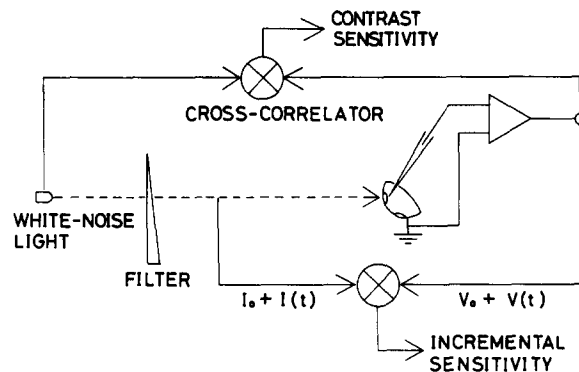 CONTRAST
SENSITIVITY
CROSS-CORRELATOR
WHITE-NOISE
LIGHT
FILTER
I₀ + I(t)
V₀ + V(t)
INCREMENTAL
SENSITIVITY